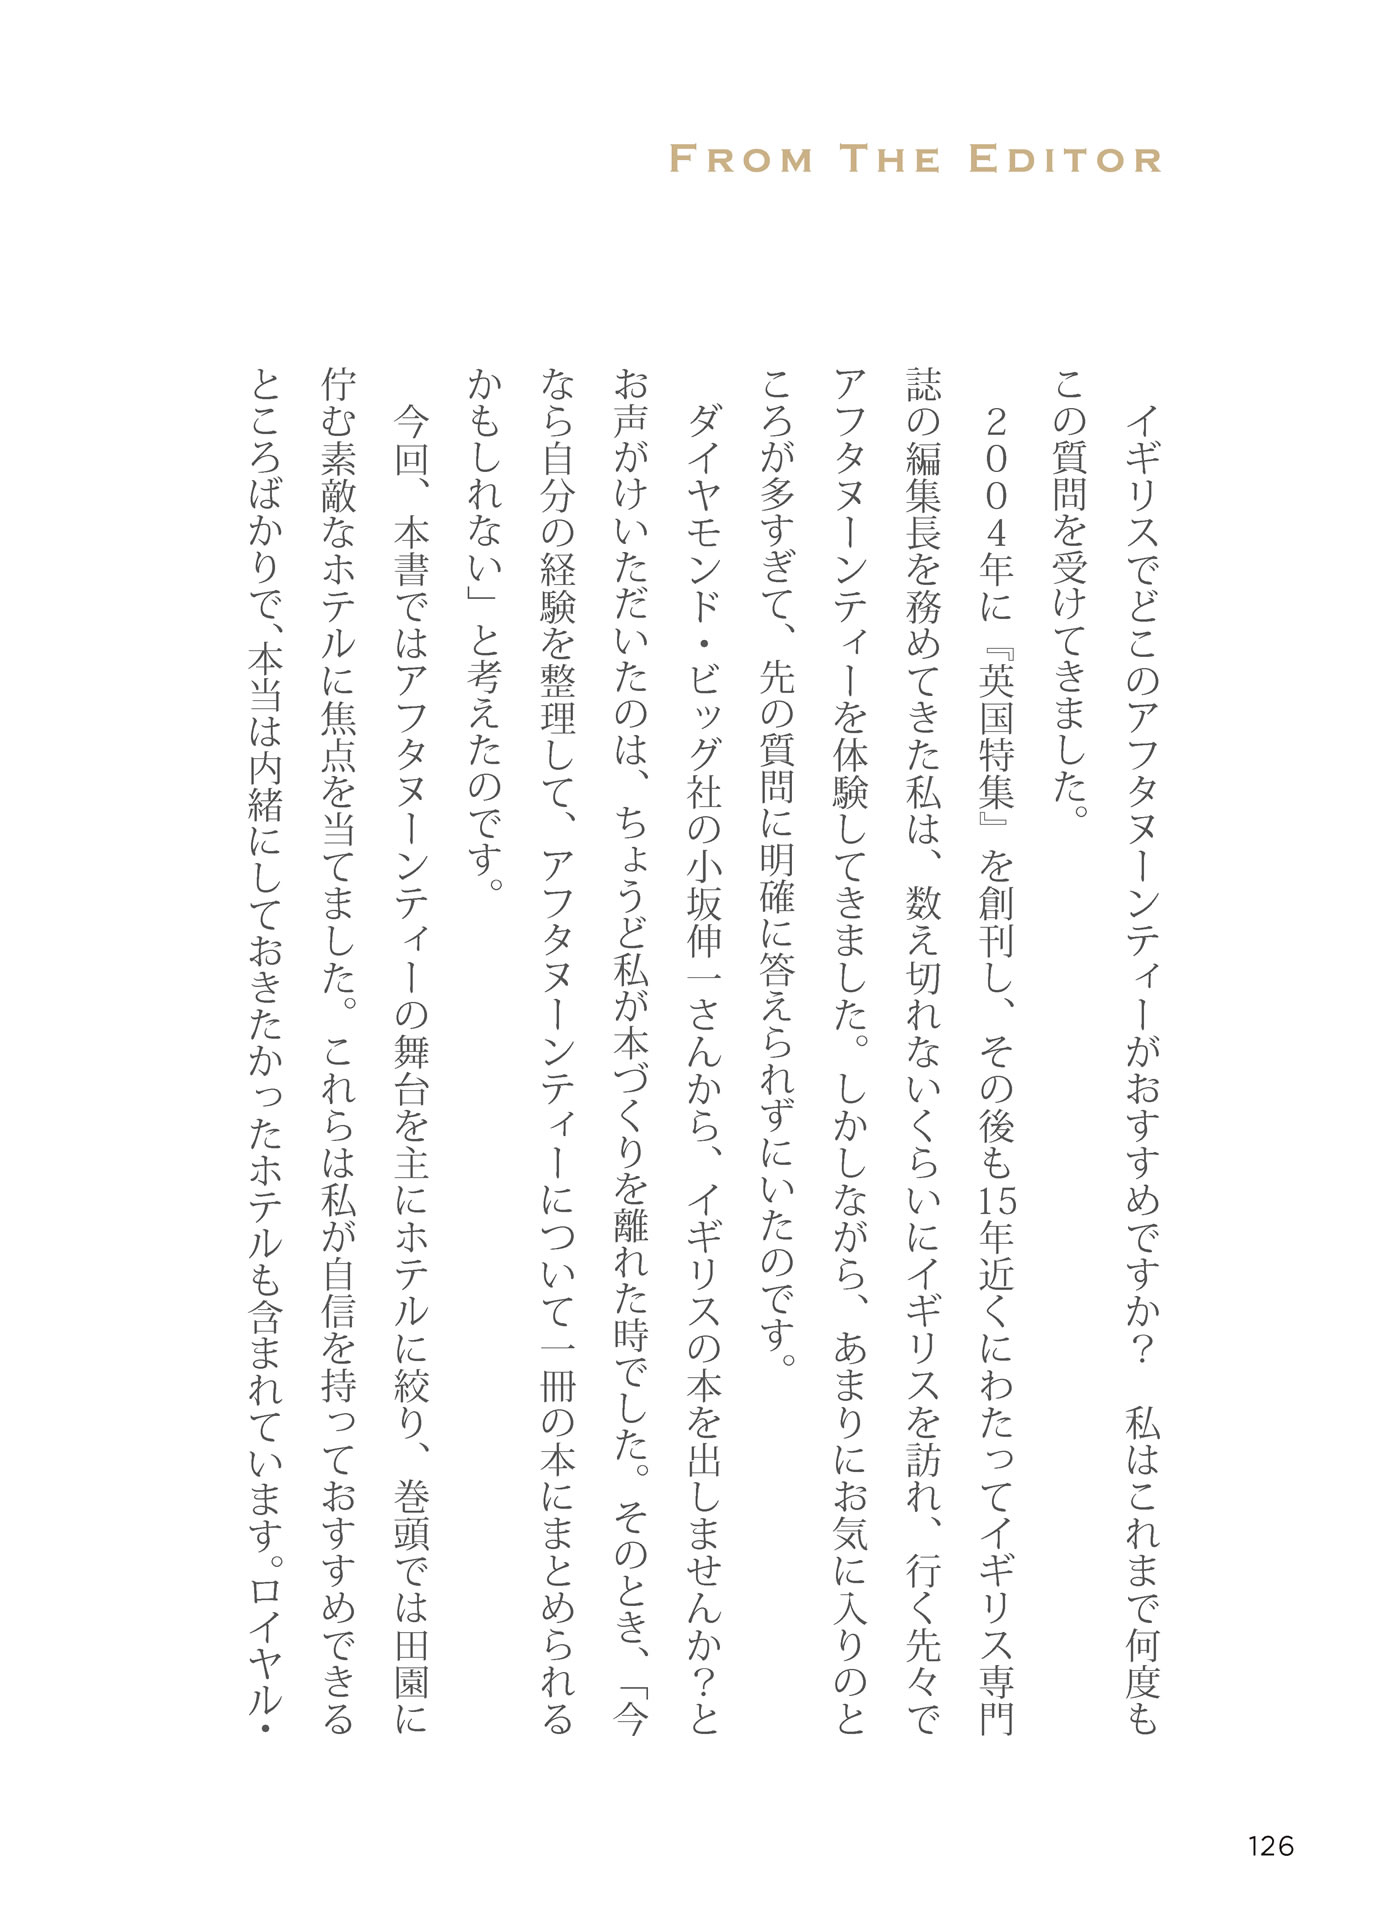 FROM THE EDITOR
イギリスでどこのアフタヌーンティーがおすすめですか？　私はこれまで何度も
この質問を受けてきました。
２００４年に『英国特集』を創刊し、その後も15年近くにわたってイギリス専門
誌の編集長を務めてきた私は、数え切れないくらいにイギリスを訪れ、行く先々で
アフタヌーンティーを体験してきました。しかしながら、あまりにお気に入りのと
ころが多すぎて、先の質問に明確に答えられずにいたのです。
ダイヤモンド・ビッグ社の小坂伸一さんから、イギリスの本を出しませんか？と
お声がけいただいたのは、ちょうど私が本づくりを離れた時でした。そのとき、「今
なら自分の経験を整理して、アフタヌーンティーについて一冊の本にまとめられる
かもしれない」と考えたのです。
今回、本書ではアフタヌーンティーの舞台を主にホテルに絞り、巻頭では田園に
佇む素敵なホテルに焦点を当てました。これらは私が自信を持っておすすめできる
ところばかりで、本当は内緒にしておきたかったホテルも含まれています。ロイヤル・
126